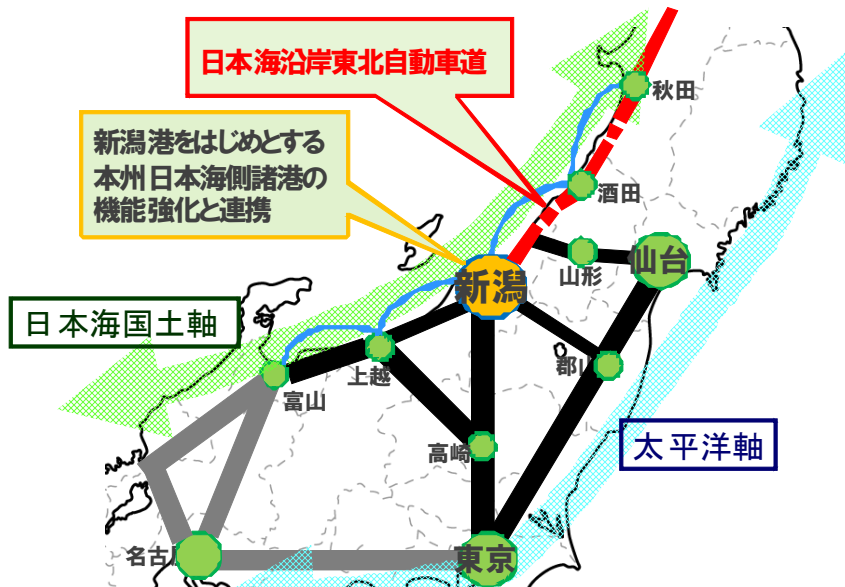 日本海沿岸東北自動車道
秋田
新潟港をはじめとする
本州日本海側諸港の
機能強化と連携
酒田
仙台
山形
新潟
日本海国土軸
上越
郡山
富山
太平洋軸
高崎
名古屋
東京